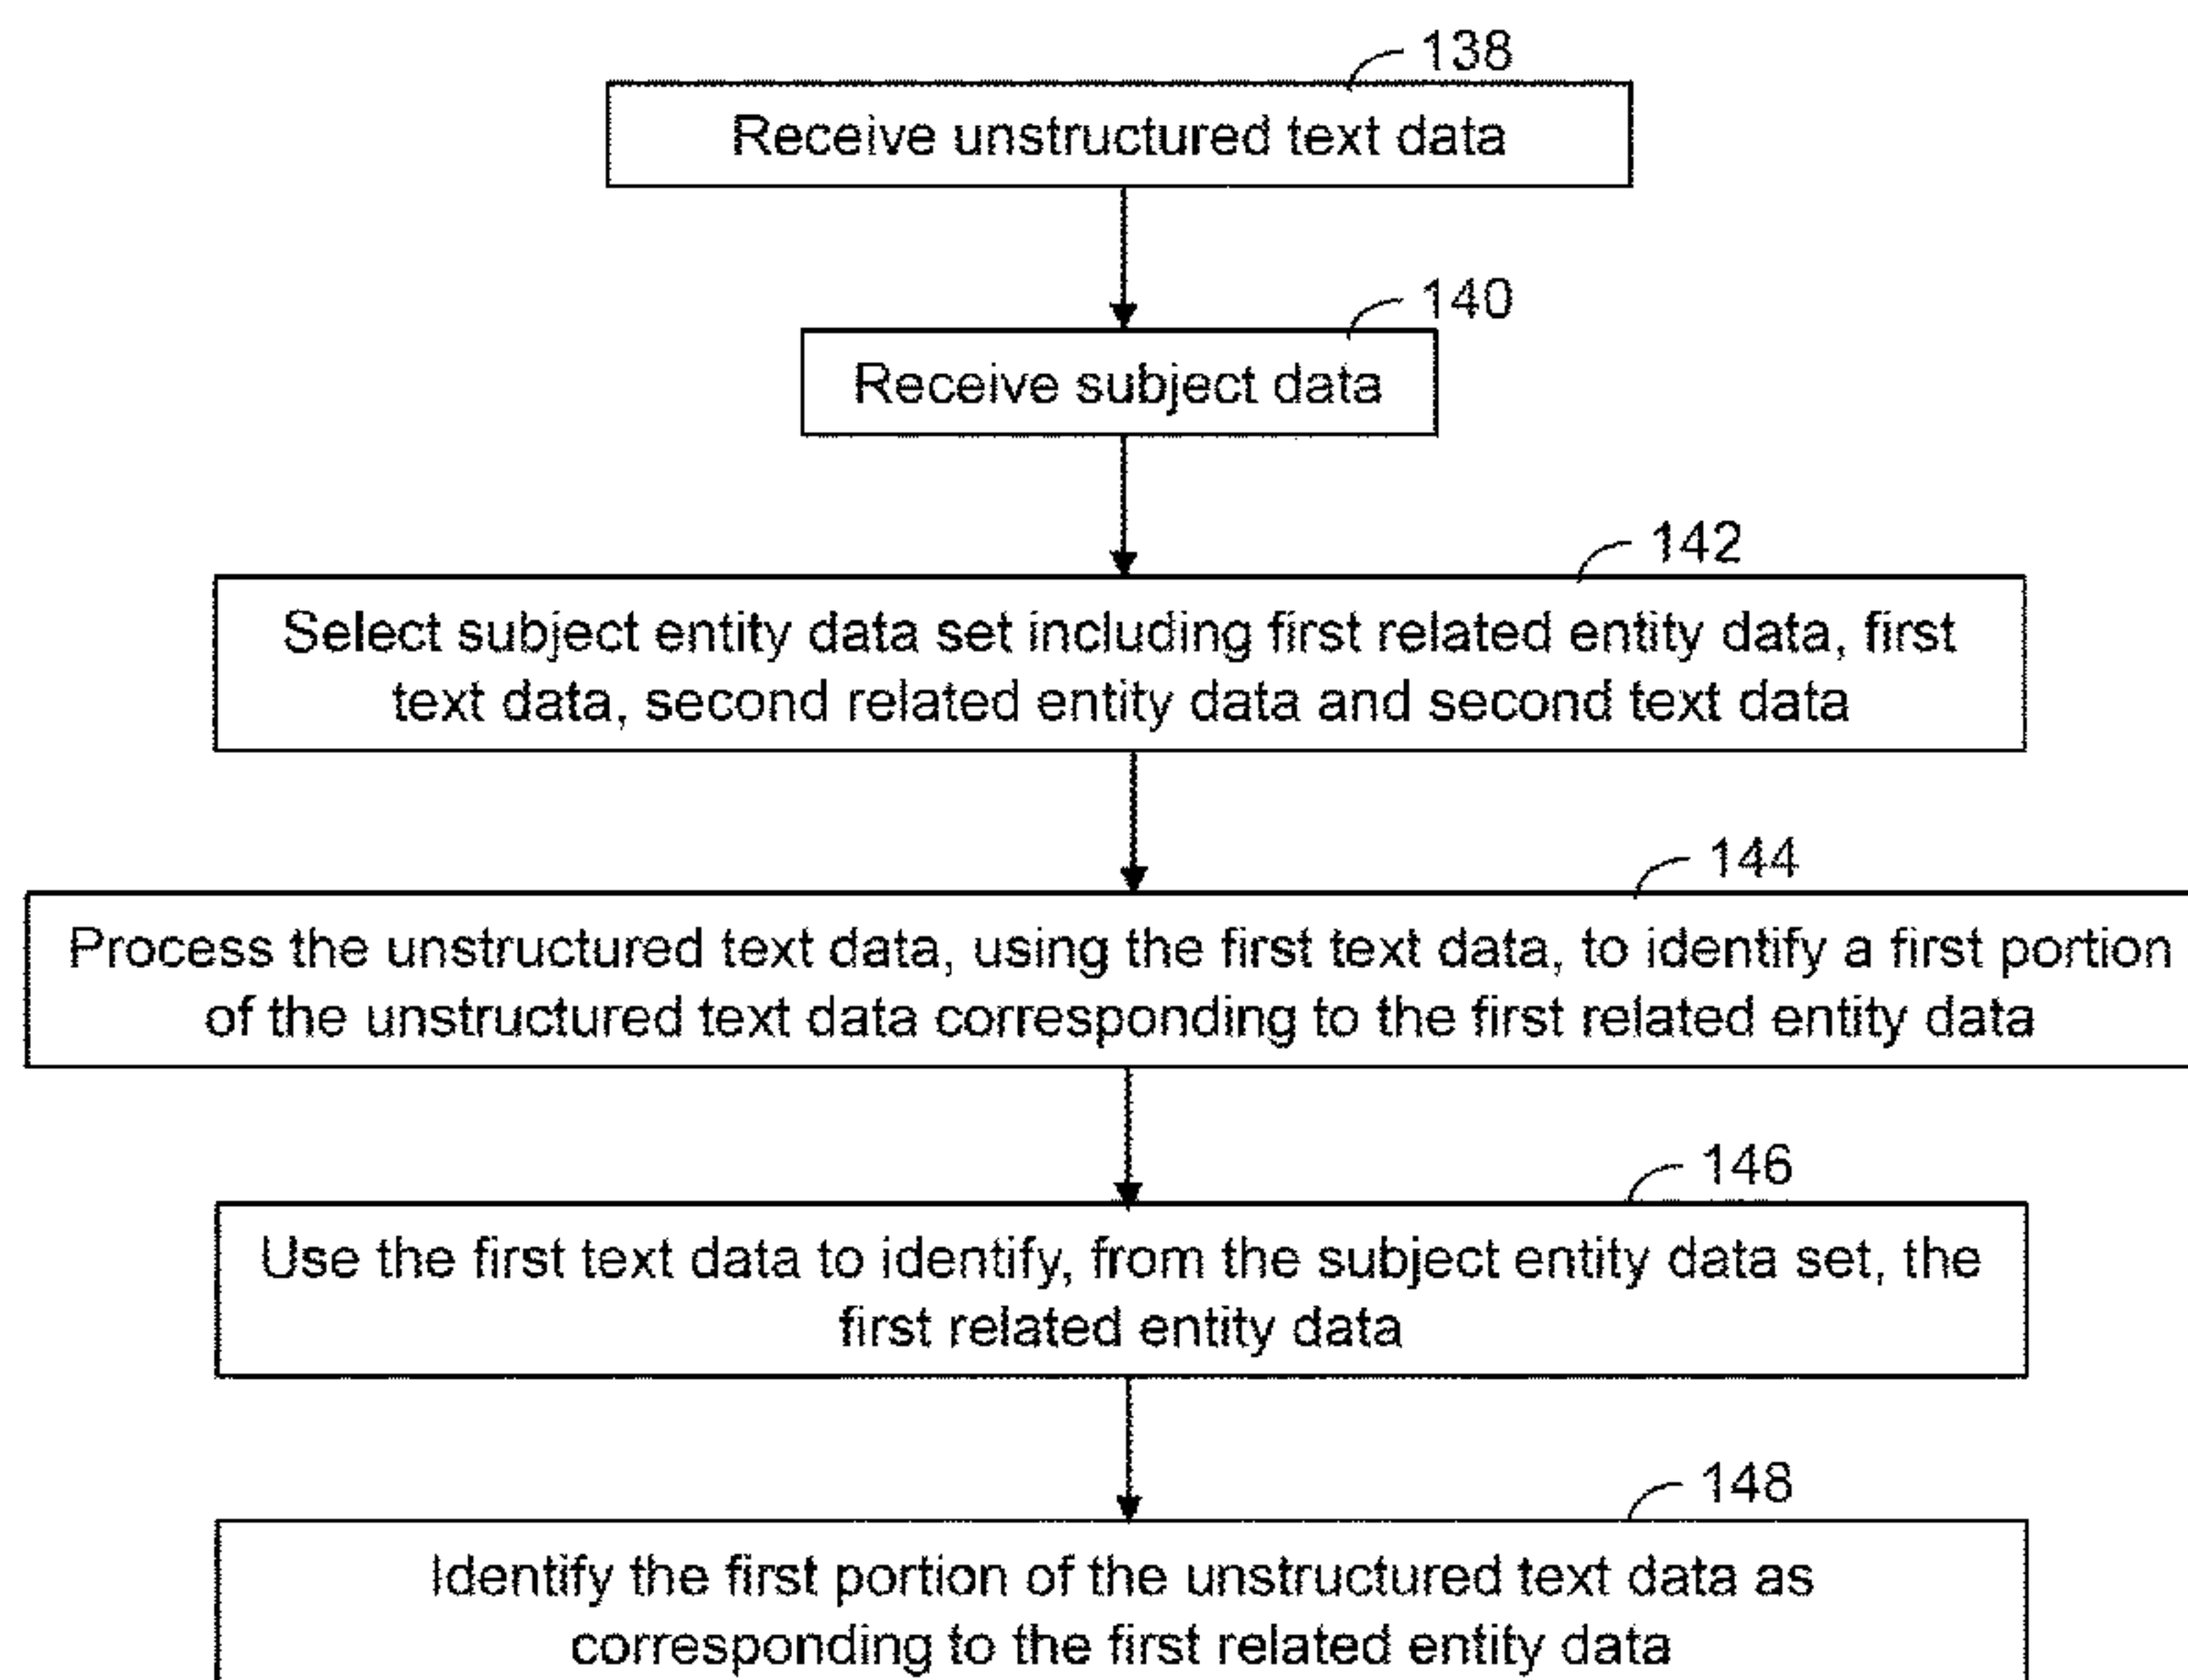 138
Receive unstructured text data
140
Receive subject data
142
Select subject entity data set including first related entity data, first
text data, second related entity data and second text data
144
Process the unstructured text data, using the first text data, to identify a first portion
of the unstructured text data corresponding to the first related entity data
146
Use the first text data to identify, from the subject entity data set, the
first related entity data
148
Identify the first portion of the unstructured text data as
corresponding to the first related entity data